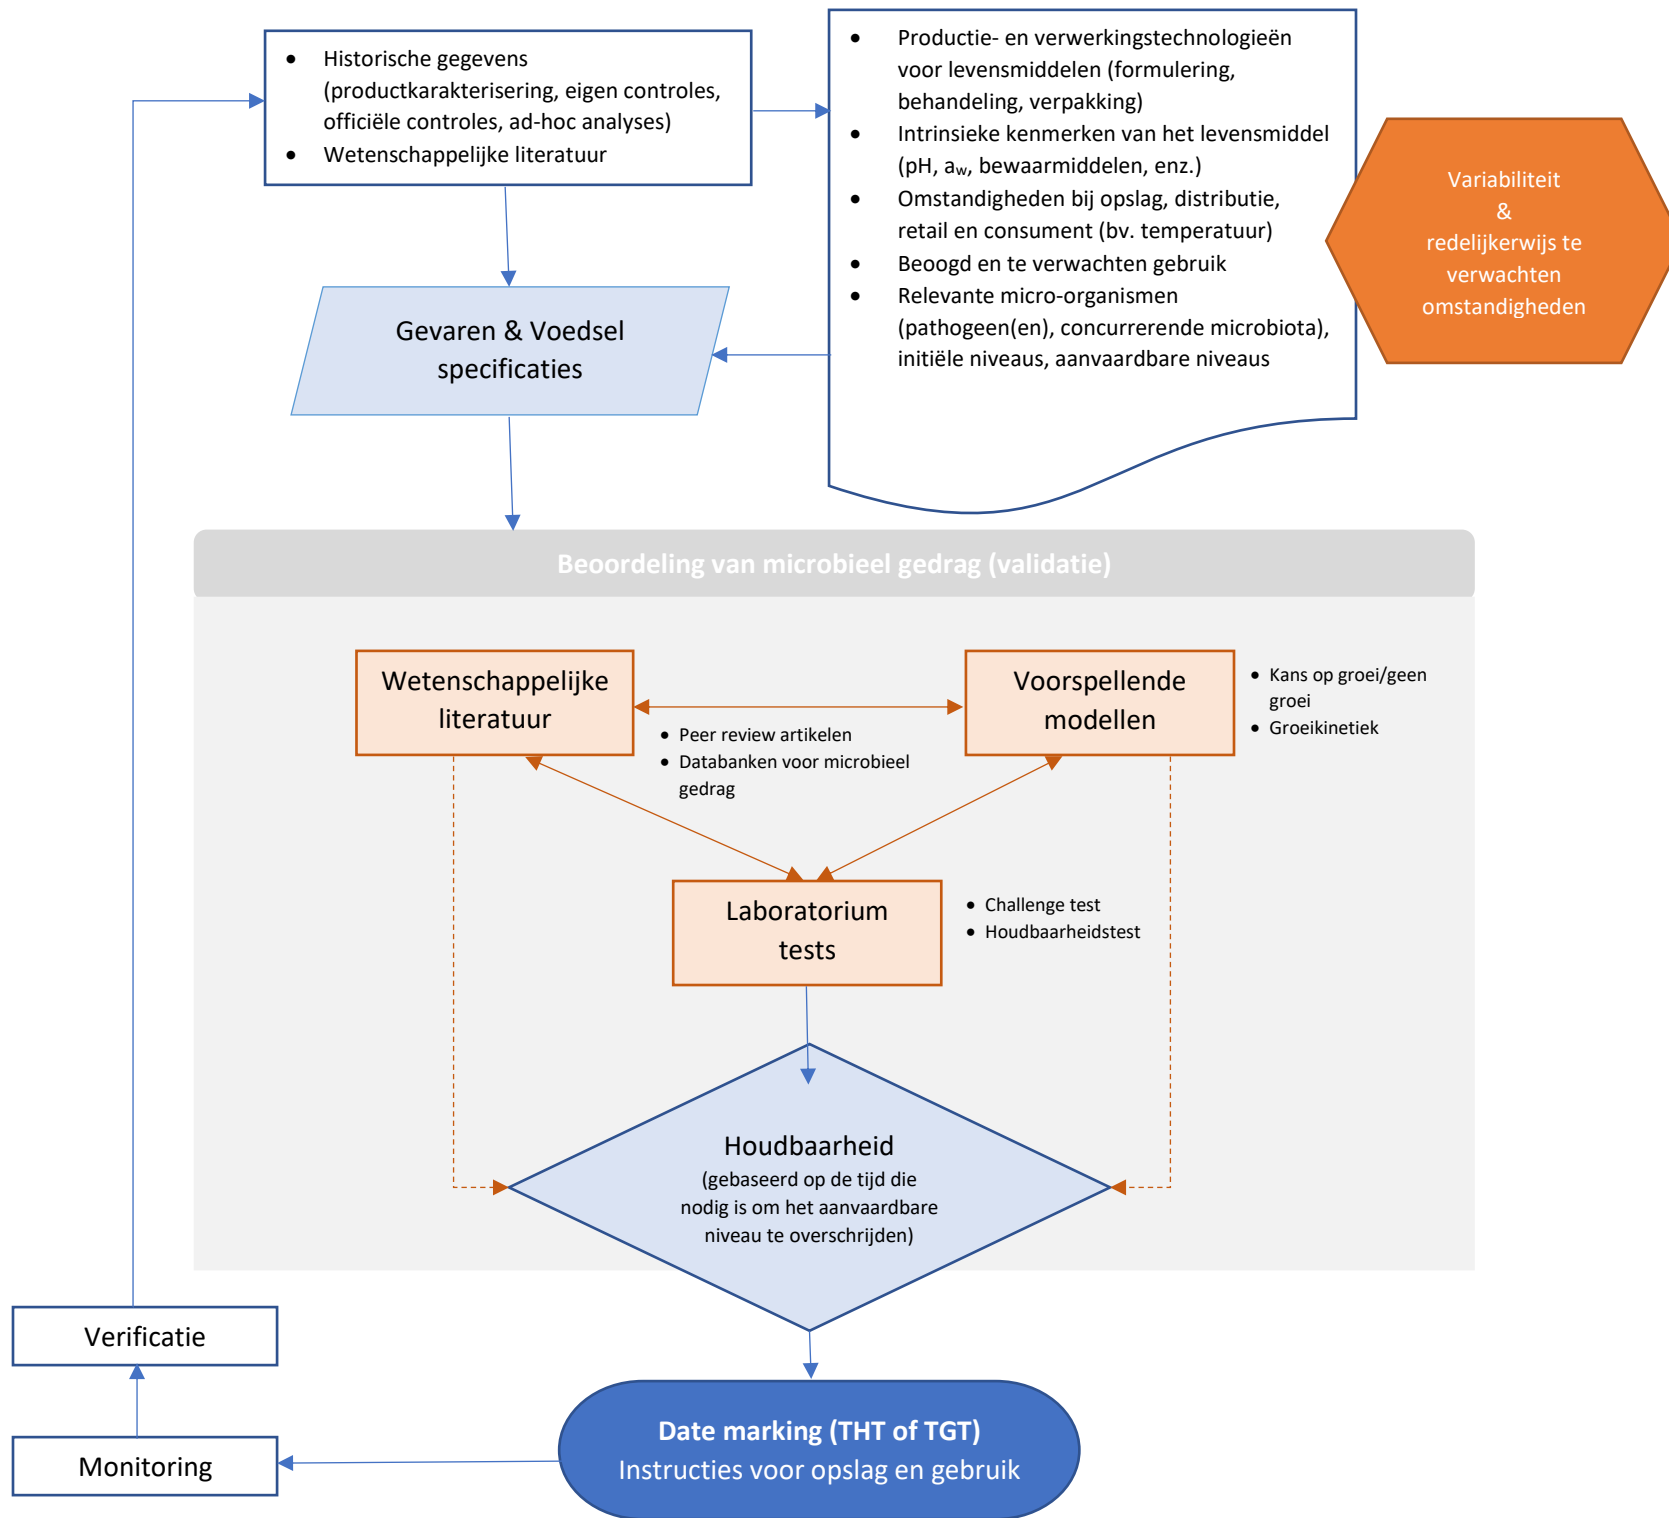 • Historische gegevens
(productkarakterisering, eigen controles,
officiële controles, ad-hoc analyses)
• Wetenschappelijke literatuur
• Productie- en verwerkingstechnologieën
voor levensmiddelen (formulering,
behandeling, verpakking)
• Intrinsieke kenmerken van het levensmiddel
(pH, aw, bewaarmiddelen, enz.)
• Omstandigheden bij opslag, distributie,
retail en consument (bv. temperatuur)
• Beoogd en te verwachten gebruik
• Relevante micro-organismen
(pathogeen(en), concurrerende microbiota),
initiële niveaus, aanvaardbare niveaus
Variabiliteit
&
redelijkerwijs te
verwachten
omstandigheden
Gevaren & Voedsel
specificaties
Beoordeling van microbieel gedrag (validatie)
Wetenschappelijke
literatuur
• Peer review artikelen
• Databanken voor microbieel
gedrag
Voorspellende
modellen
• Kans op groei/geen
groei
• Groeikinetiek
Laboratorium
tests
• Challenge test
• Houdbaarheidstest
Houdbaarheid
(gebaseerd op de tijd die
nodig is om het aanvaardbare
niveau te overschrijden)
Verificatie
Monitoring
Date marking (THT of TGT)
Instructies voor opslag en gebruik